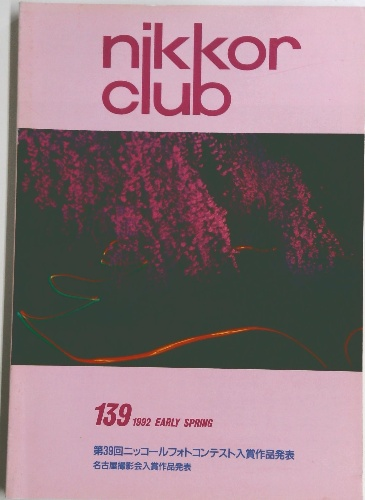 nikkor
club
139 1992 EARLY SPRING
第39回ニッコールフォトコンテスト入賞作品発表
名古屋撮影会入賞作品発表